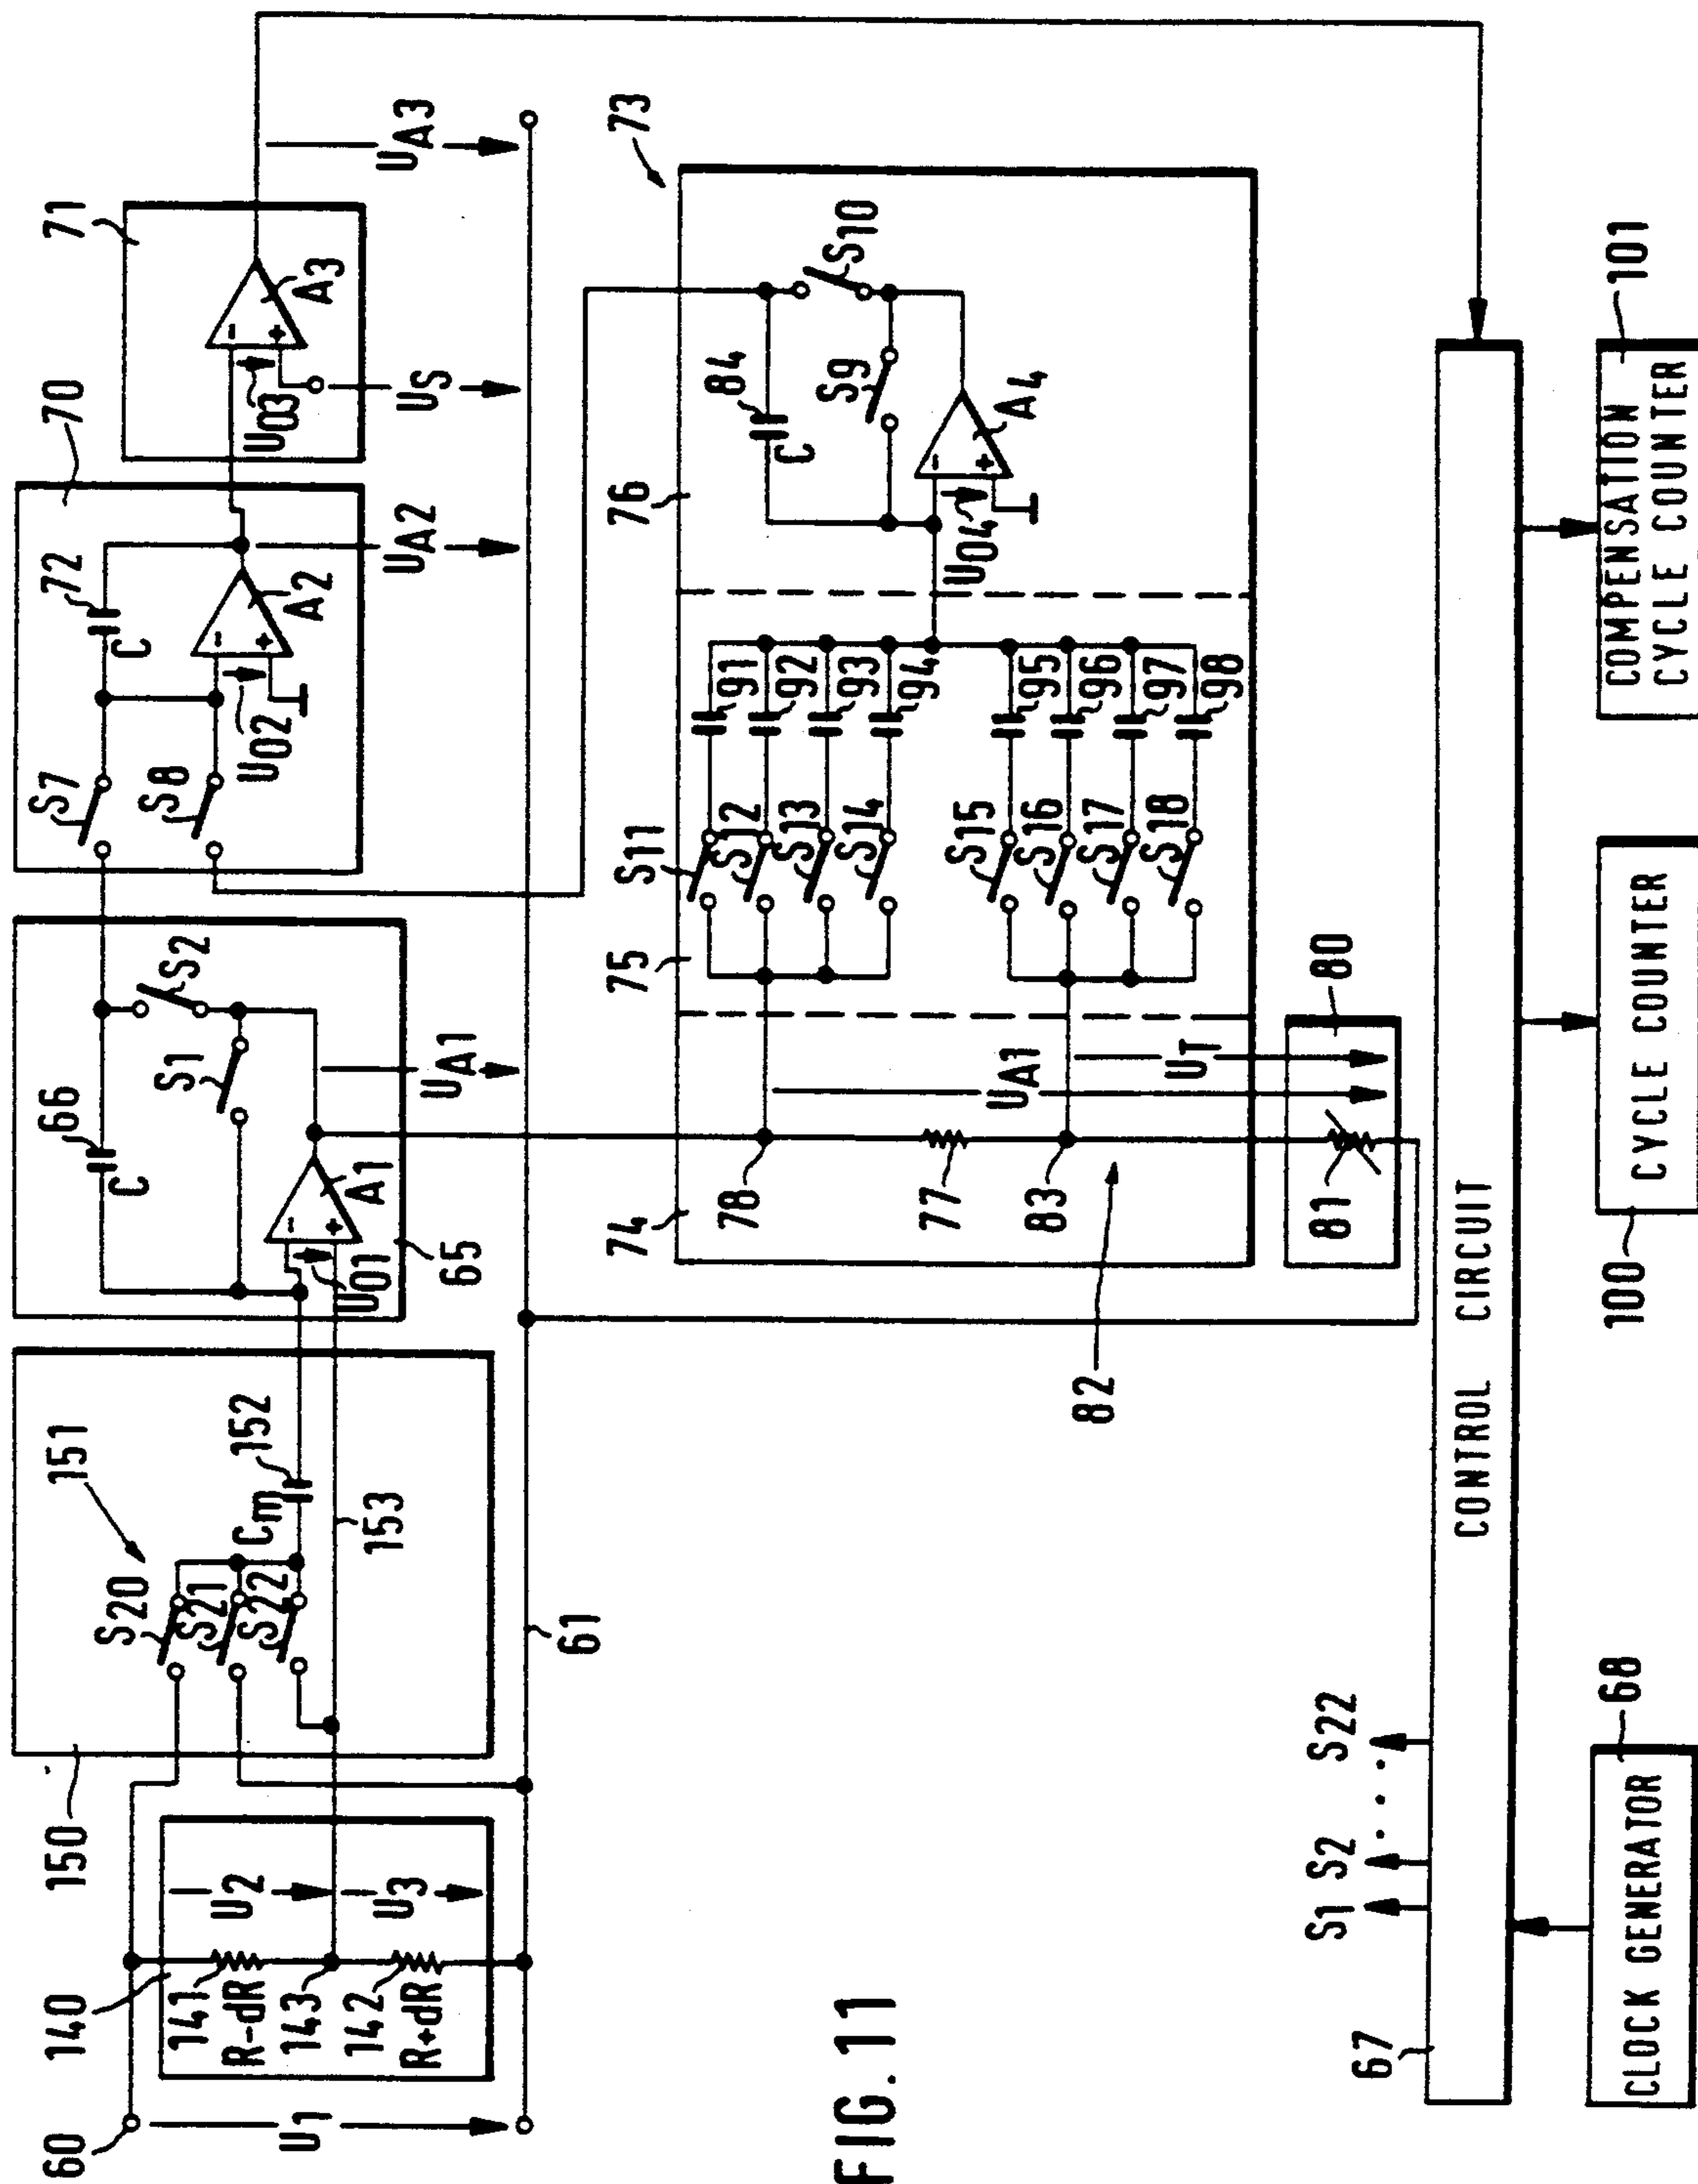 60
U1
140
141
R-dR
143
142
R+dR
U2
U3
150
151
S20
S21
S22
Cm
152
153
61
66
C
S1
S2
A1
U01
65
UA1
70
S7
S8
72
C
A2
U02
UA2
71
A3
U03
US
UA3
73
74
75
76
78
77
83
82
UA1
UT
80
81
S11
S12
S13
S14
S15
S16
S17
S18
91
92
93
94
95
96
97
98
84
C
S9
S10
A4
U04
FIG. 11
67
S1 S2 . . . S22
CONTROL CIRCUIT
68
CLOCK GENERATOR
100
CYCLE COUNTER
101
COMPENSATION
CYCLE COUNTER